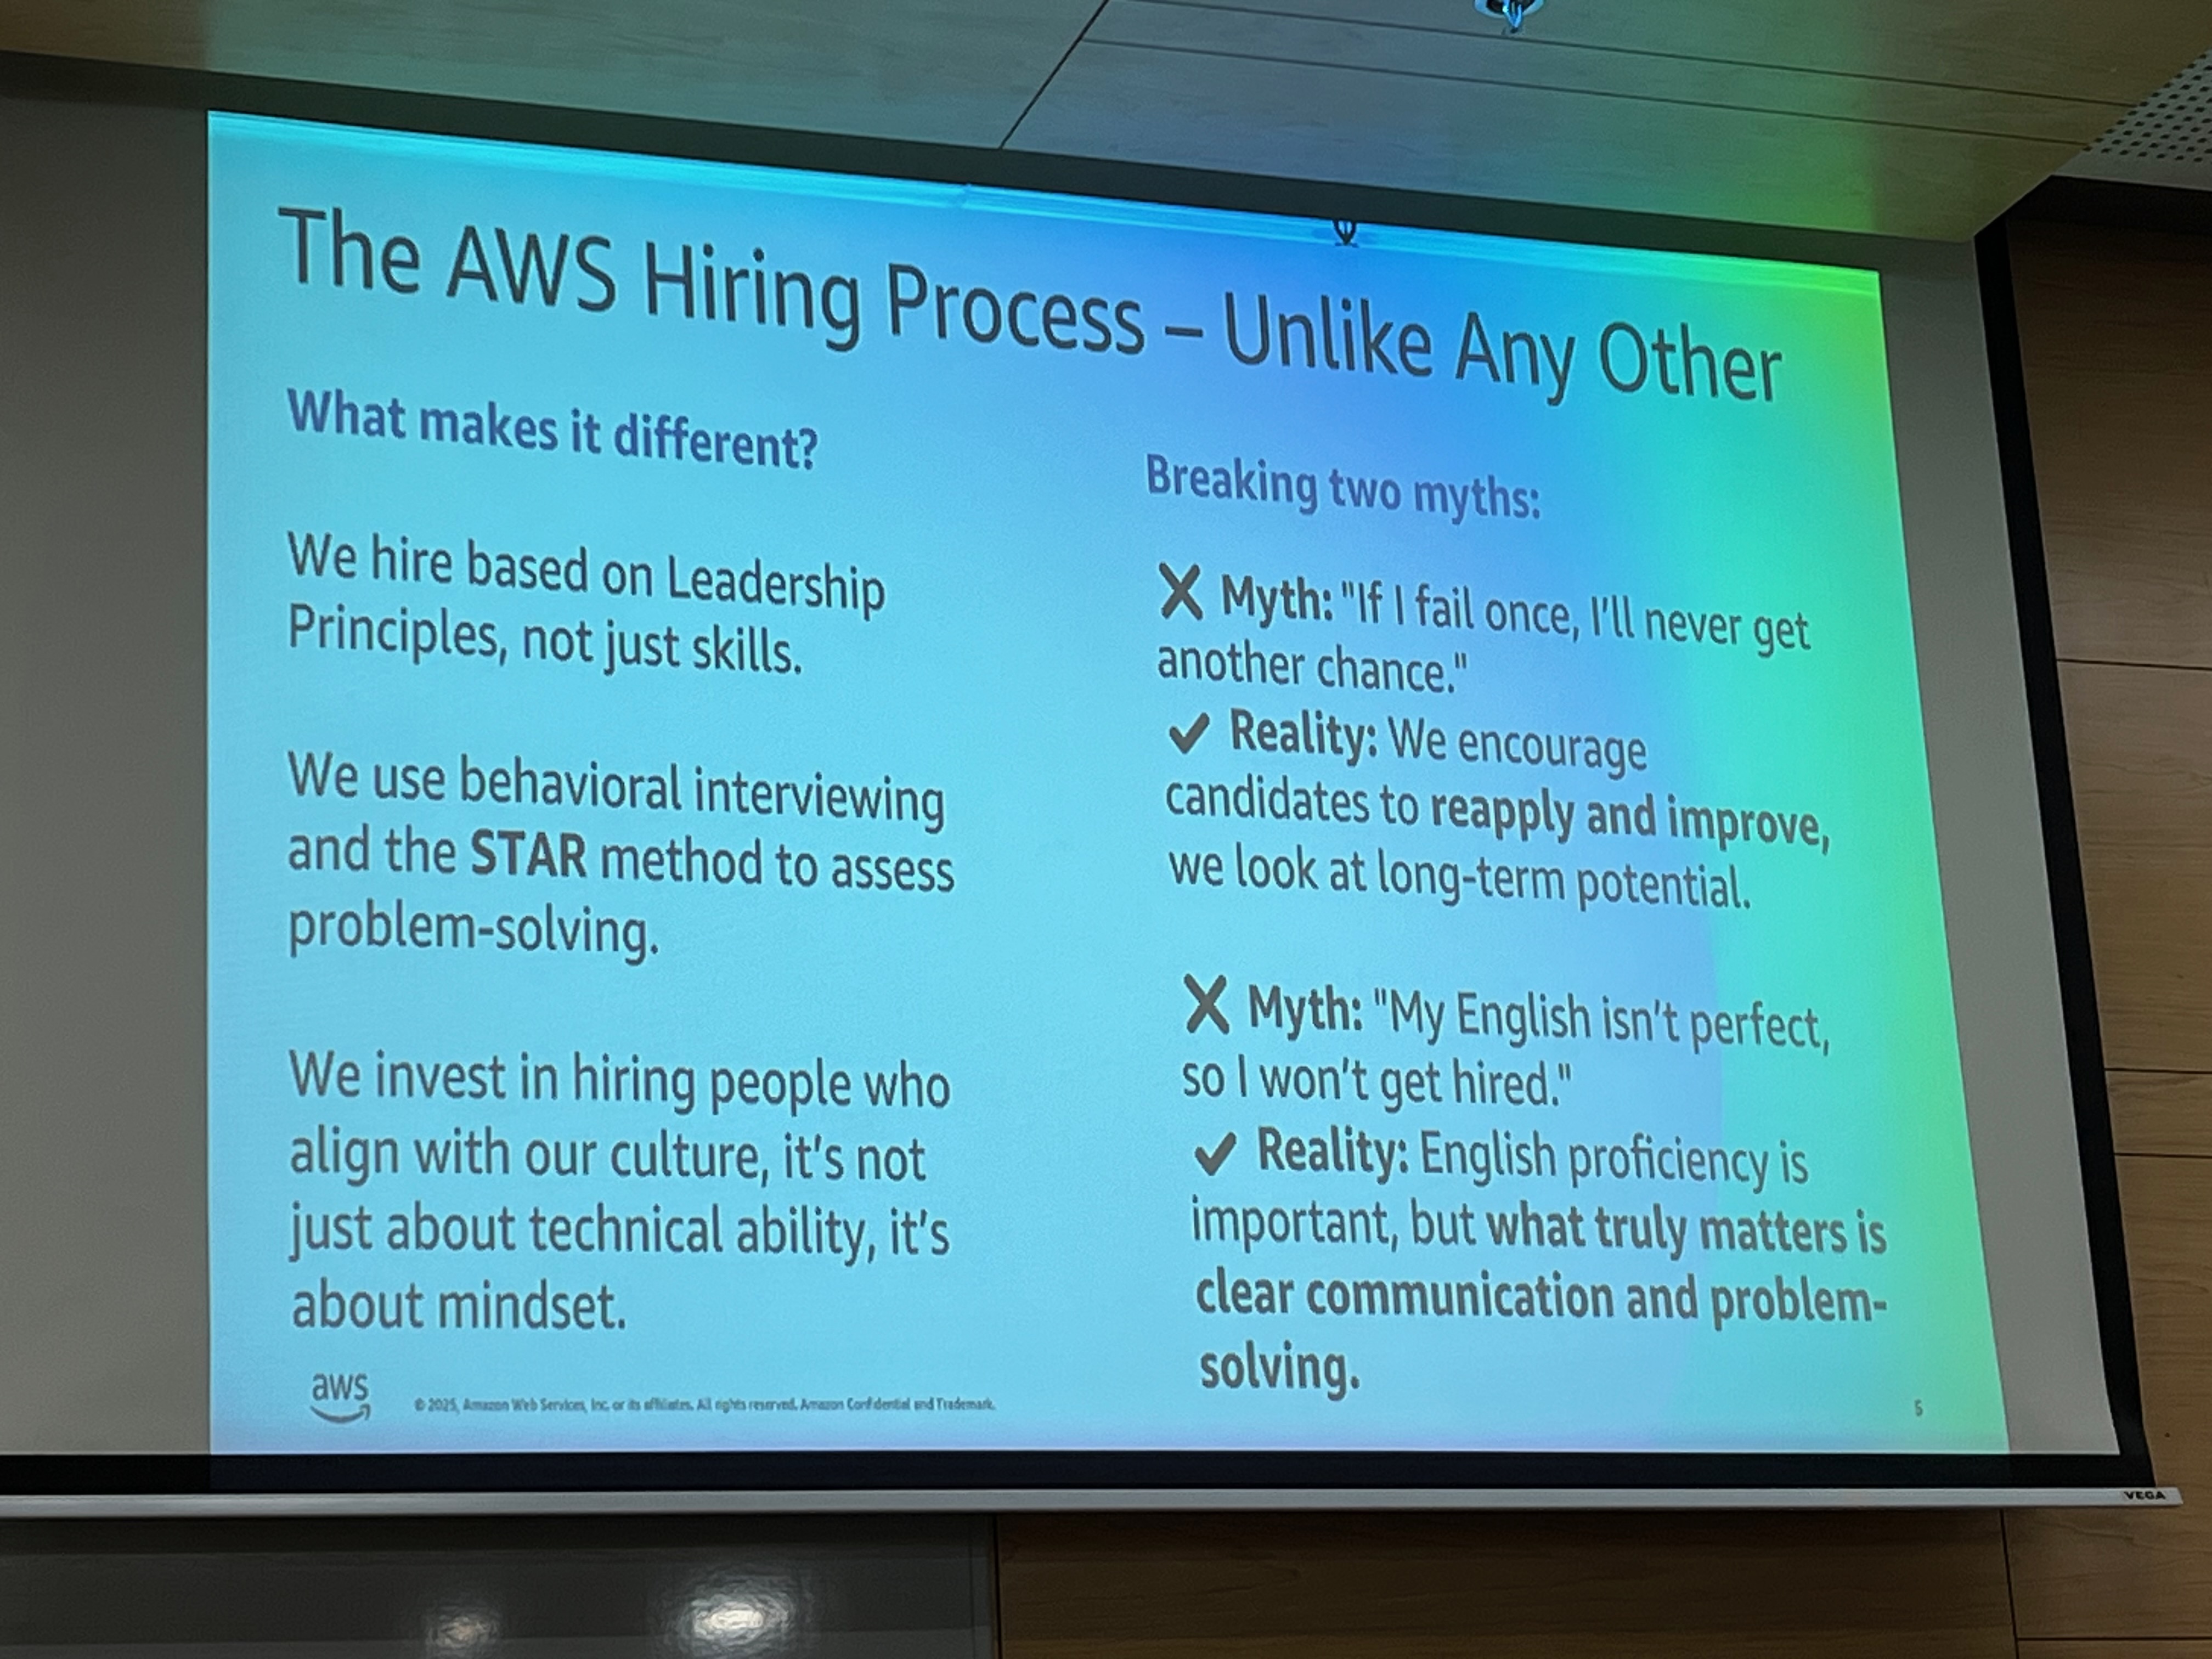 The AWS Hiring Process – Unlike Any Other
What makes it different?
We hire based on Leadership
Principles, not just skills.
We use behavioral interviewing
and the STAR method to assess
problem-solving.
We invest in hiring people who
align with our culture, it's not
just about technical ability, it's
about mindset.
Breaking two myths:
❌ Myth: "If I fail once, I’ll never get
another chance."
✔ Reality: We encourage
candidates to reapply and improve,
we look at long-term potential.
❌ Myth: "My English isn’t perfect,
so I won’t get hired."
✔ Reality: English proficiency is
important, but what truly matters is
clear communication and problem-
solving.
aws
© 2025, Amazon Web Services, Inc. or its affiliates. All rights reserved. Amazon Confidential and Trademark.
5
VEGA